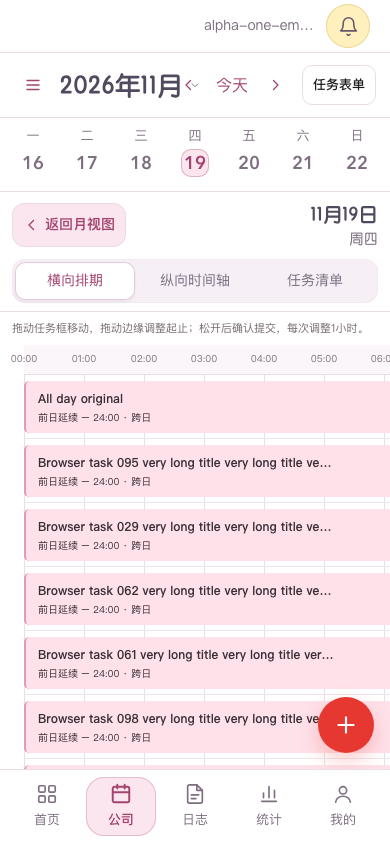 alpha-one-em...
2026年11月
今天
任务表单
一 二 三 四 五 六 日
16 17 18 19 20 21 22
返回月视图
11月19日
周四
横向排期 纵向时间轴 任务清单
拖动任务框移动，拖动边缘调整起止；松开后确认提交，每次调整1小时。
00:00 01:00 02:00 03:00 04:00 05:00 06:0
All day original
前日延续 — 24:00 · 跨日
Browser task 095 very long title very long title ve...
前日延续 — 24:00 · 跨日
Browser task 029 very long title very long title ve...
前日延续 — 24:00 · 跨日
Browser task 062 very long title very long title ve...
前日延续 — 24:00 · 跨日
Browser task 061 very long title very long title ver...
前日延续 — 24:00 · 跨日
Browser task 098 very long title very long title ve
前日延续 — 24:00 · 跨日
首页 公司 日志 统计 我的